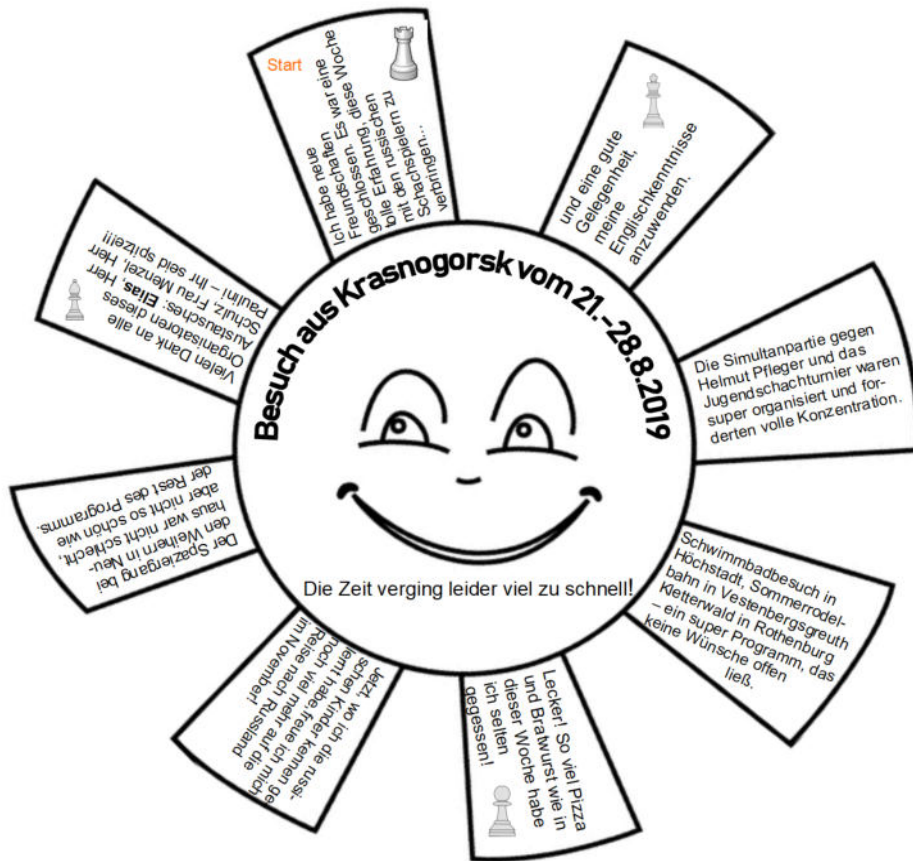 Besuch aus Krasnogorsk vom 21.-28.8.2019
Start
Ich habe neue
Freundschaften
geschlossen. Es war eine
tolle Erfahrung, diese Woche
mit den russischen
Schachspielern zu
verbringen…
und eine gute
Gelegenheit,
meine
Englischkenntnisse
anzuwenden.
Die Simultanpartie gegen
Helmut Pfleger und das
Jugendschachturnier waren
super organisiert und for-
derten volle Konzentration.
Schwimmbadbesuch in
Höchstadt, Sommerrodel-
bahn in Vestenbergsgreuth
Kletterwald in Rothenburg
– ein super Programm, das
keine Wünsche offen
ließ.
Lecker! So viel Pizza
und Bratwurst wie in
dieser Woche habe
ich selten
gegessen!
Jetzt, wo ich die russi-
schen Kinder kennen ge
lernt habe, freue ich mich
noch viel mehr auf die
Reise nach Russland
im November!
Der Spaziergang bei
den Weihern in Neu-
haus war nicht schlecht,
aber nicht so schön wie
der Rest des Programms.
Vielen Dank an alle
Organisatoren dieses
Austausches: Elias, Herr
Schulz, Frau Menzel, Herr
Paulini – Ihr seid Spitze!!!
Die Zeit verging leider viel zu schnell!